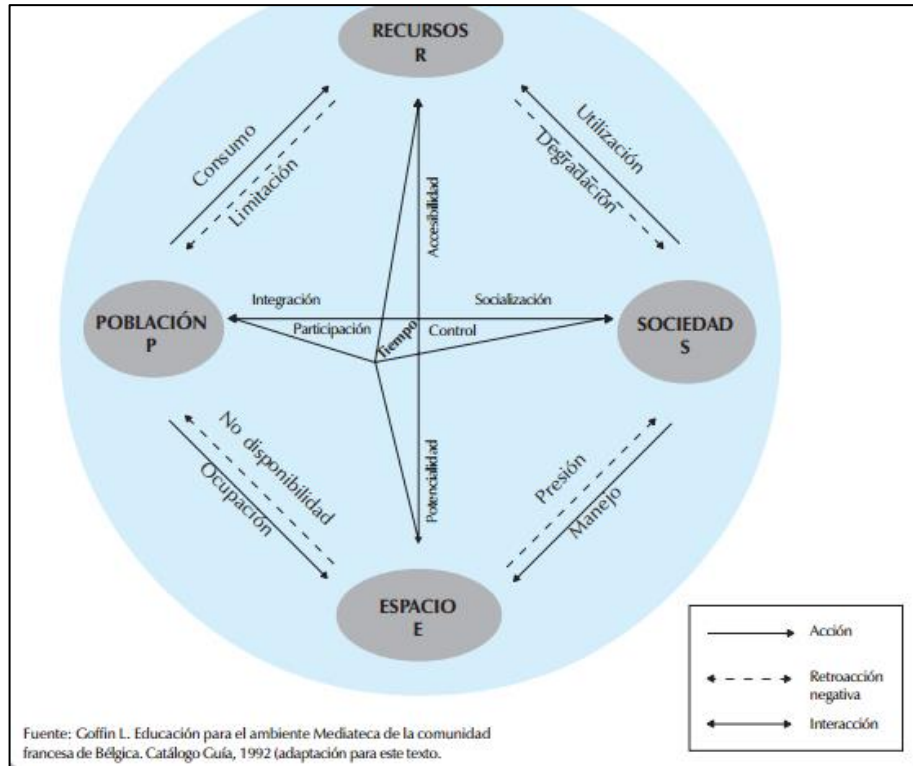 RECURSOS
R
Consumo
Limitación
Utilización
Degradación
Accesibilidad
Integración
Socialización
POBLACIÓN
P
Participación
Tiempo
Control
SOCIEDAD
S
No disponibilidad
Ocupación
Potencialidad
Presión
Manejo
ESPACIO
E
Acción
Retroacción
negativa
Interacción
Fuente: Goffin L. Educación para el ambiente Mediateca de la comunidad
francesa de Bélgica. Catálogo Guía, 1992 (adaptación para este texto.